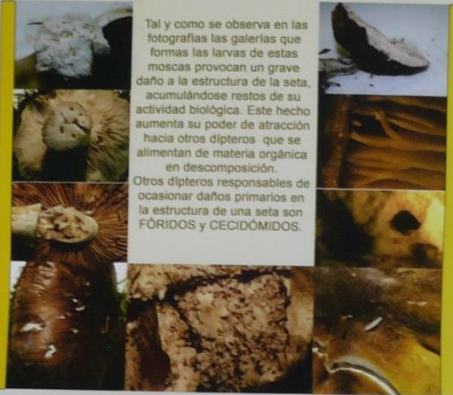 Tal y como se observa en las
fotografías las galerías que
forman las larvas de estas
moscas provocan un grave
daño a la estructura de la seta,
acumulándose restos de su
actividad biológica. Este hecho
aumenta su poder de atracción
hacia otros dípteros que se
alimentan de materia orgánica
en descomposición.
Otros dípteros responsables de
ocasionar daños primarios en
la estructura de una seta son
FÓRIDOS y CECIDÓMIDOS.